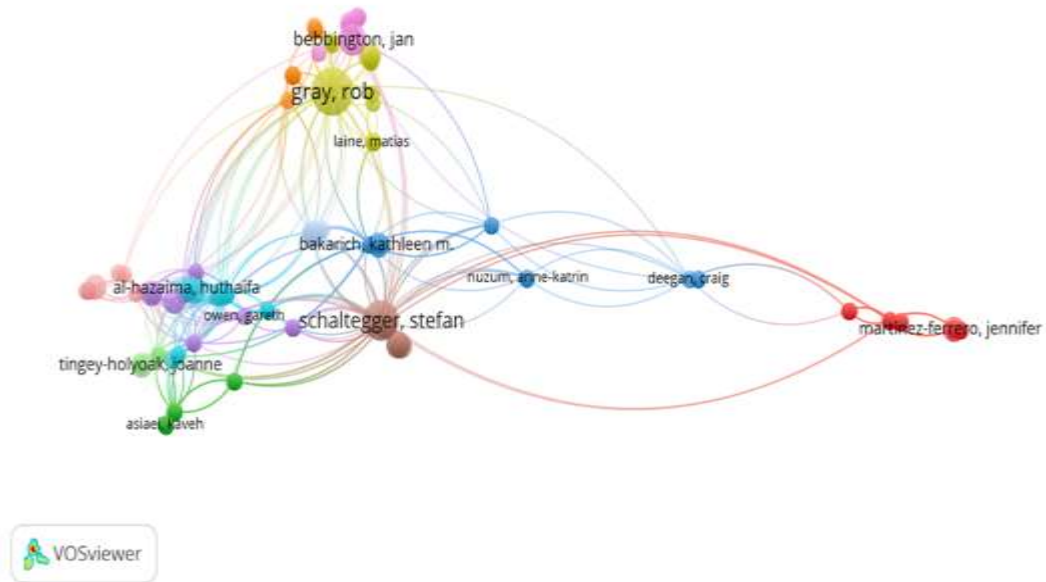 bebbington, jan
gray, rob
laine, matias
bakarich, kathleen m.
nuzum, anne-katrin
deegan, craig
al-hazaima, huthaifa
owen, gareth
schaltegger, stefan
martinez-ferrero, jennifer
tingey-holyoak, joanne
asiaei, kaveh
VOSviewer